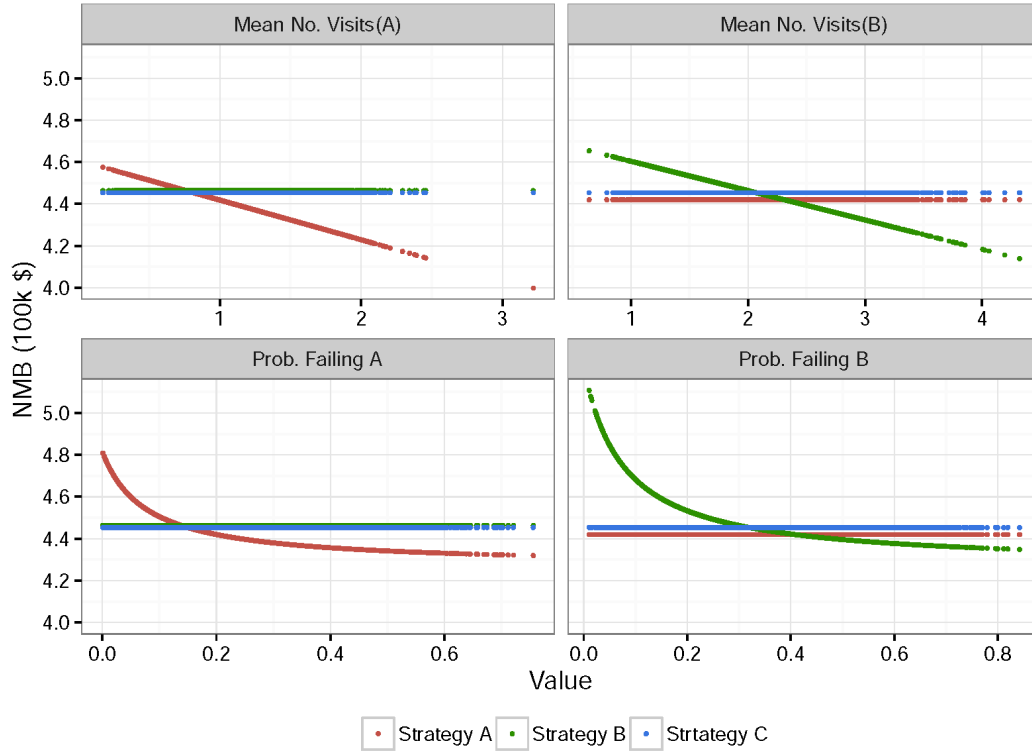 Mean No. Visits(A)
Mean No. Visits(B)
NMB (100k $)
5.0
4.8
4.6
4.4
4.2
4.0
1 2 3
1 2 3 4
Prob. Failing A
Prob. Failing B
5.0
4.8
4.6
4.4
4.2
4.0
0.0 0.2 0.4 0.6
0.0 0.2 0.4 0.6 0.8
Value
Strategy A Strategy B Strtategy C